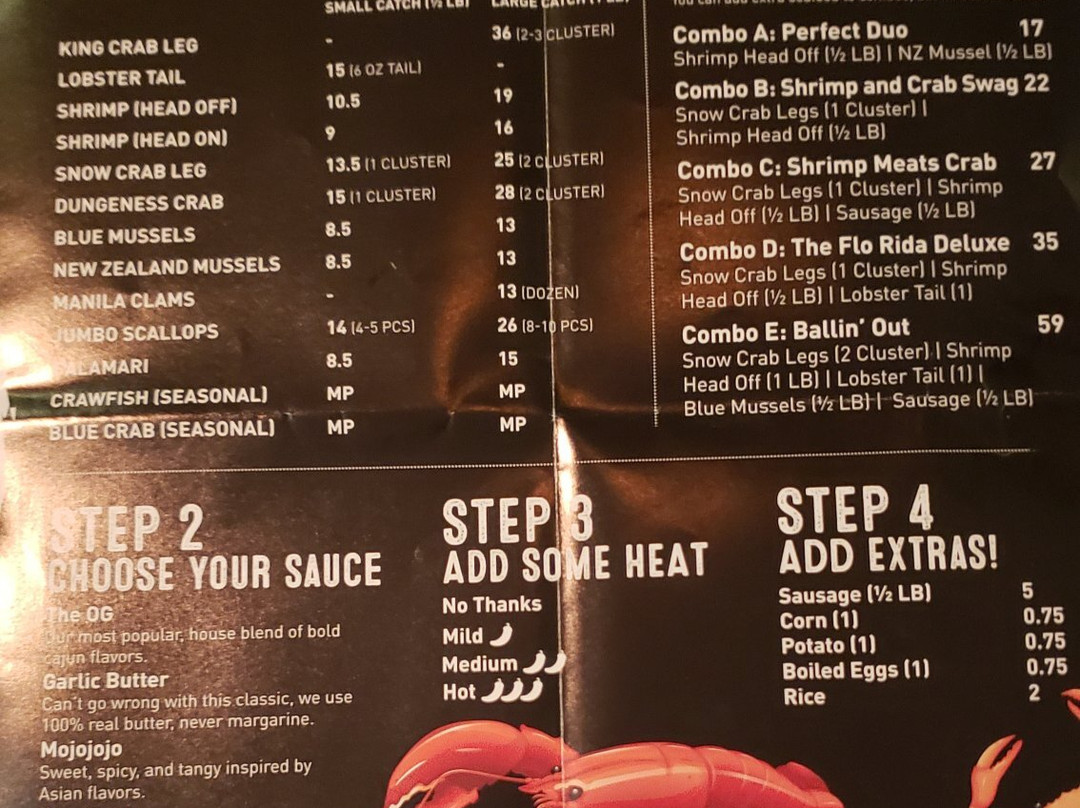 SMALL CATCH (½ LB) LARGE CATCH
KING CRAB LEG - 36 (2-3 CLUSTER)
LOBSTER TAIL 15 (6 OZ TAIL) -
SHRIMP (HEAD OFF) 10.5 19
SHRIMP (HEAD ON) 9 16
SNOW CRAB LEG 13.5 (1 CLUSTER) 25 (2 CLUSTER)
DUNGENESS CRAB 15 (1 CLUSTER) 28 (2 CLUSTER)
BLUE MUSSELS 8.5 13
NEW ZEALAND MUSSELS 8.5 13
MANILA CLAMS - 13 (DOZEN)
JUMBO SCALLOPS 14 (4-5 PCS) 26 (8-10 PCS)
CALAMARI 8.5 15
CRAWFISH (SEASONAL) MP MP
BLUE CRAB (SEASONAL) MP MP
Combo A: Perfect Duo 17
Shrimp Head Off (½ LB) | NZ Mussel (½ LB)
Combo B: Shrimp and Crab Swag 22
Snow Crab Legs (1 Cluster) |
Shrimp Head Off (½ LB)
Combo C: Shrimp Meats Crab 27
Snow Crab Legs (1 Cluster) | Shrimp
Head Off (½ LB) | Sausage (½ LB)
Combo D: The Flo Rida Deluxe 35
Snow Crab Legs (1 Cluster) | Shrimp
Head Off (½ LB) | Lobster Tail (1)
Combo E: Ballin' Out 59
Snow Crab Legs (2 Cluster) | Shrimp
Head Off (1 LB) | Lobster Tail (1) |
Blue Mussels (½ LB) | Sausage (½ LB)
STEP 2
CHOOSE YOUR SAUCE
The OG
Our most popular, house blend of bold
cajun flavors.
Garlic Butter
Can't go wrong with this classic, we use
100% real butter, never margarine.
Mojojojo
Sweet, spicy, and tangy inspired by
Asian flavors.
STEP 3
ADD SOME HEAT
No Thanks
Mild
Medium
Hot
STEP 4
ADD EXTRAS!
Sausage (½ LB) 5
Corn (1) 0.75
Potato (1) 0.75
Boiled Eggs (1) 0.75
Rice 2